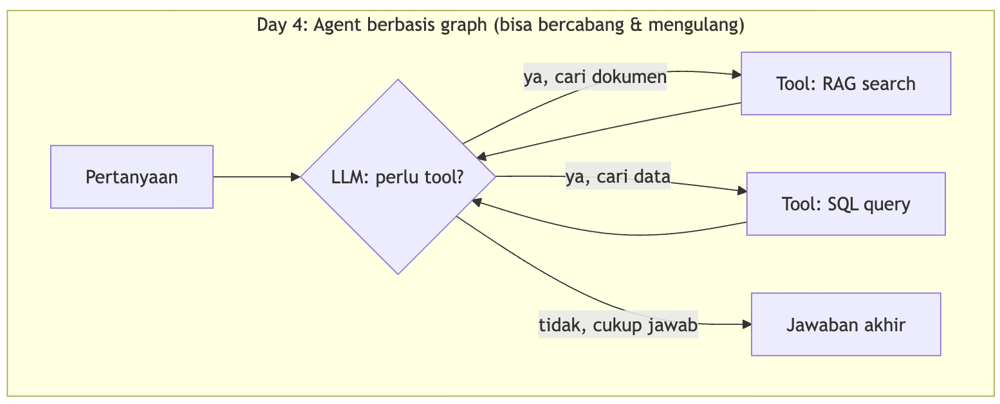 Day 4: Agent berbasis graph (bisa bercabang & mengulang)
Pertanyaan
LLM: perlu tool?
ya, cari dokumen
Tool: RAG search
ya, cari data
Tool: SQL query
tidak, cukup jawab
Jawaban akhir